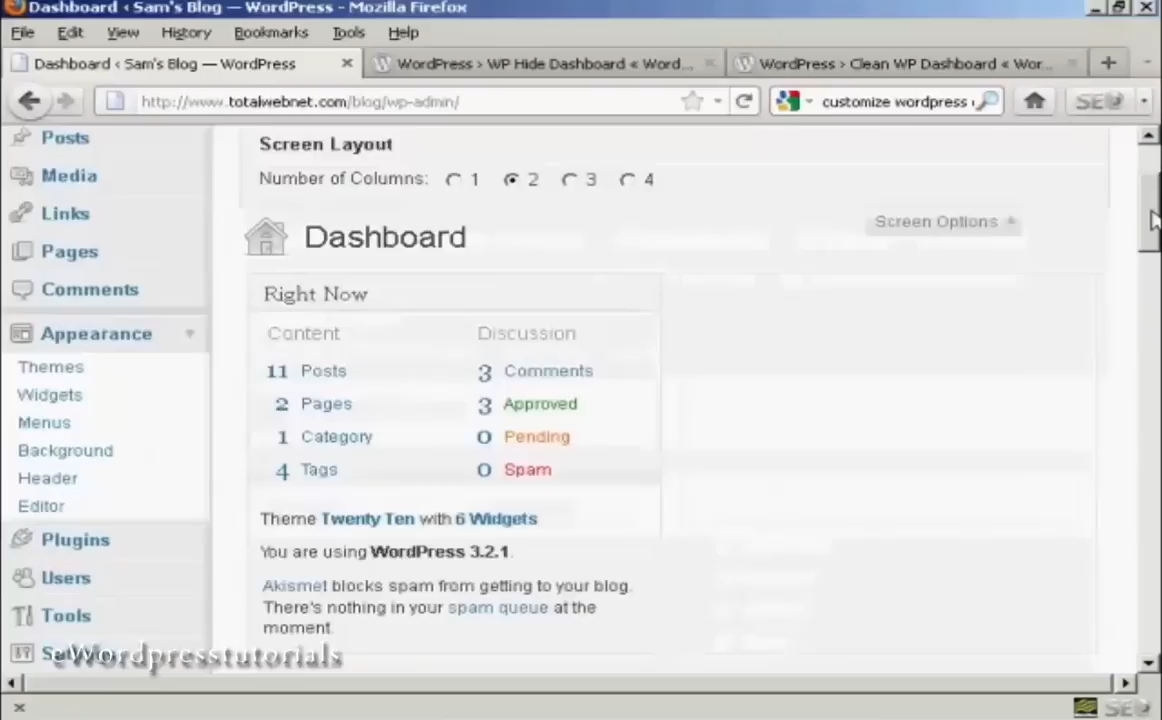 Dashboard ‹ Sam's Blog — WordPress - Mozilla Firefox
File Edit View History Bookmarks Tools Help
Dashboard ‹ Sam's Blog — WordPress
WordPress › WP Hide Dashboard « Word...
WordPress › Clean WP Dashboard « Wor...
http://www.totalwebnet.com/blog/wp-admin/
customize wordpress
Posts
Media
Links
Pages
Comments
Appearance
Themes
Widgets
Menus
Background
Header
Editor
Plugins
Users
Tools
Screen Layout
Number of Columns: 1 2 3 4
Screen Options
Dashboard
Right Now
Content Discussion
11 Posts 3 Comments
2 Pages 3 Approved
1 Category 0 Pending
4 Tags 0 Spam
Theme Twenty Ten with 6 Widgets
You are using WordPress 3.2.1.
Akismet blocks spam from getting to your blog.
There's nothing in your spam queue at the
moment.
eWordpresstutorials